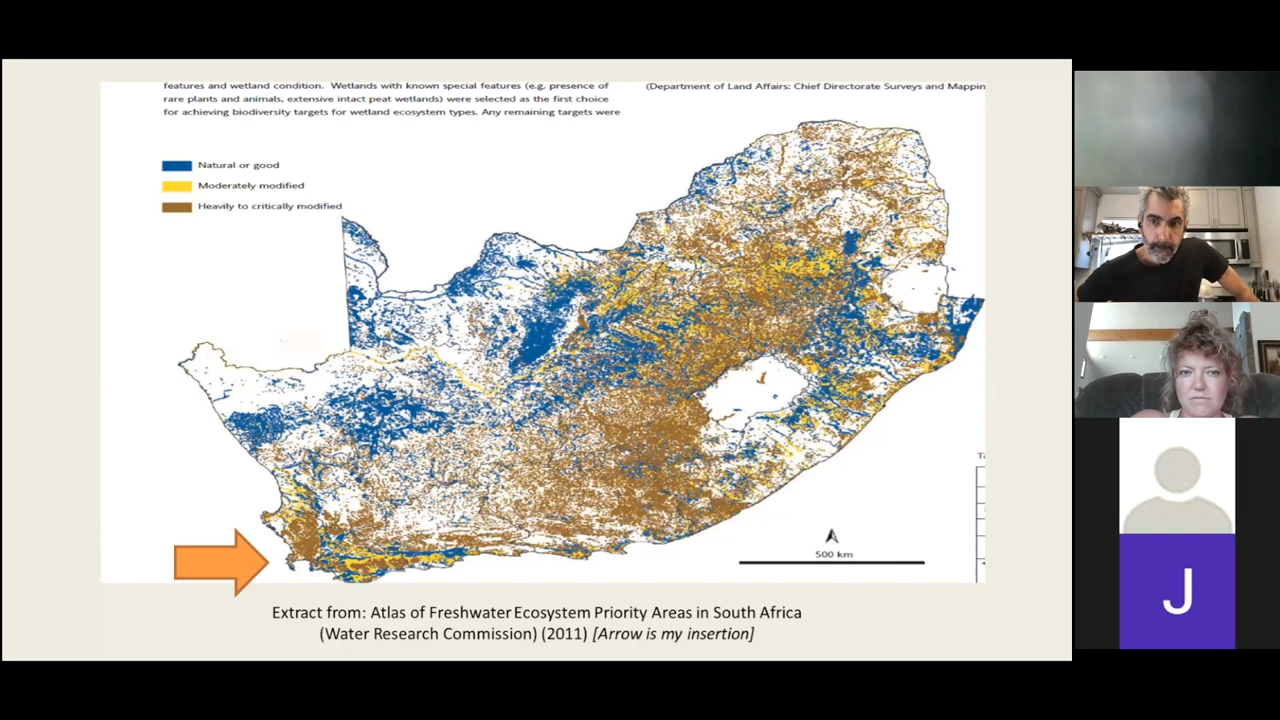 features and wetland condition. Wetlands with known special features (e.g. presence of
rare plants and animals, extensive intact peat wetlands) were selected as the first choice
for achieving biodiversity targets for wetland ecosystem types. Any remaining targets were
(Department of Land Affairs: Chief Directorate Surveys and Mappin
Natural or good
Moderately modified
Heavily to critically modified
500 km
Extract from: Atlas of Freshwater Ecosystem Priority Areas in South Africa
(Water Research Commission) (2011) [Arrow is my insertion]
J